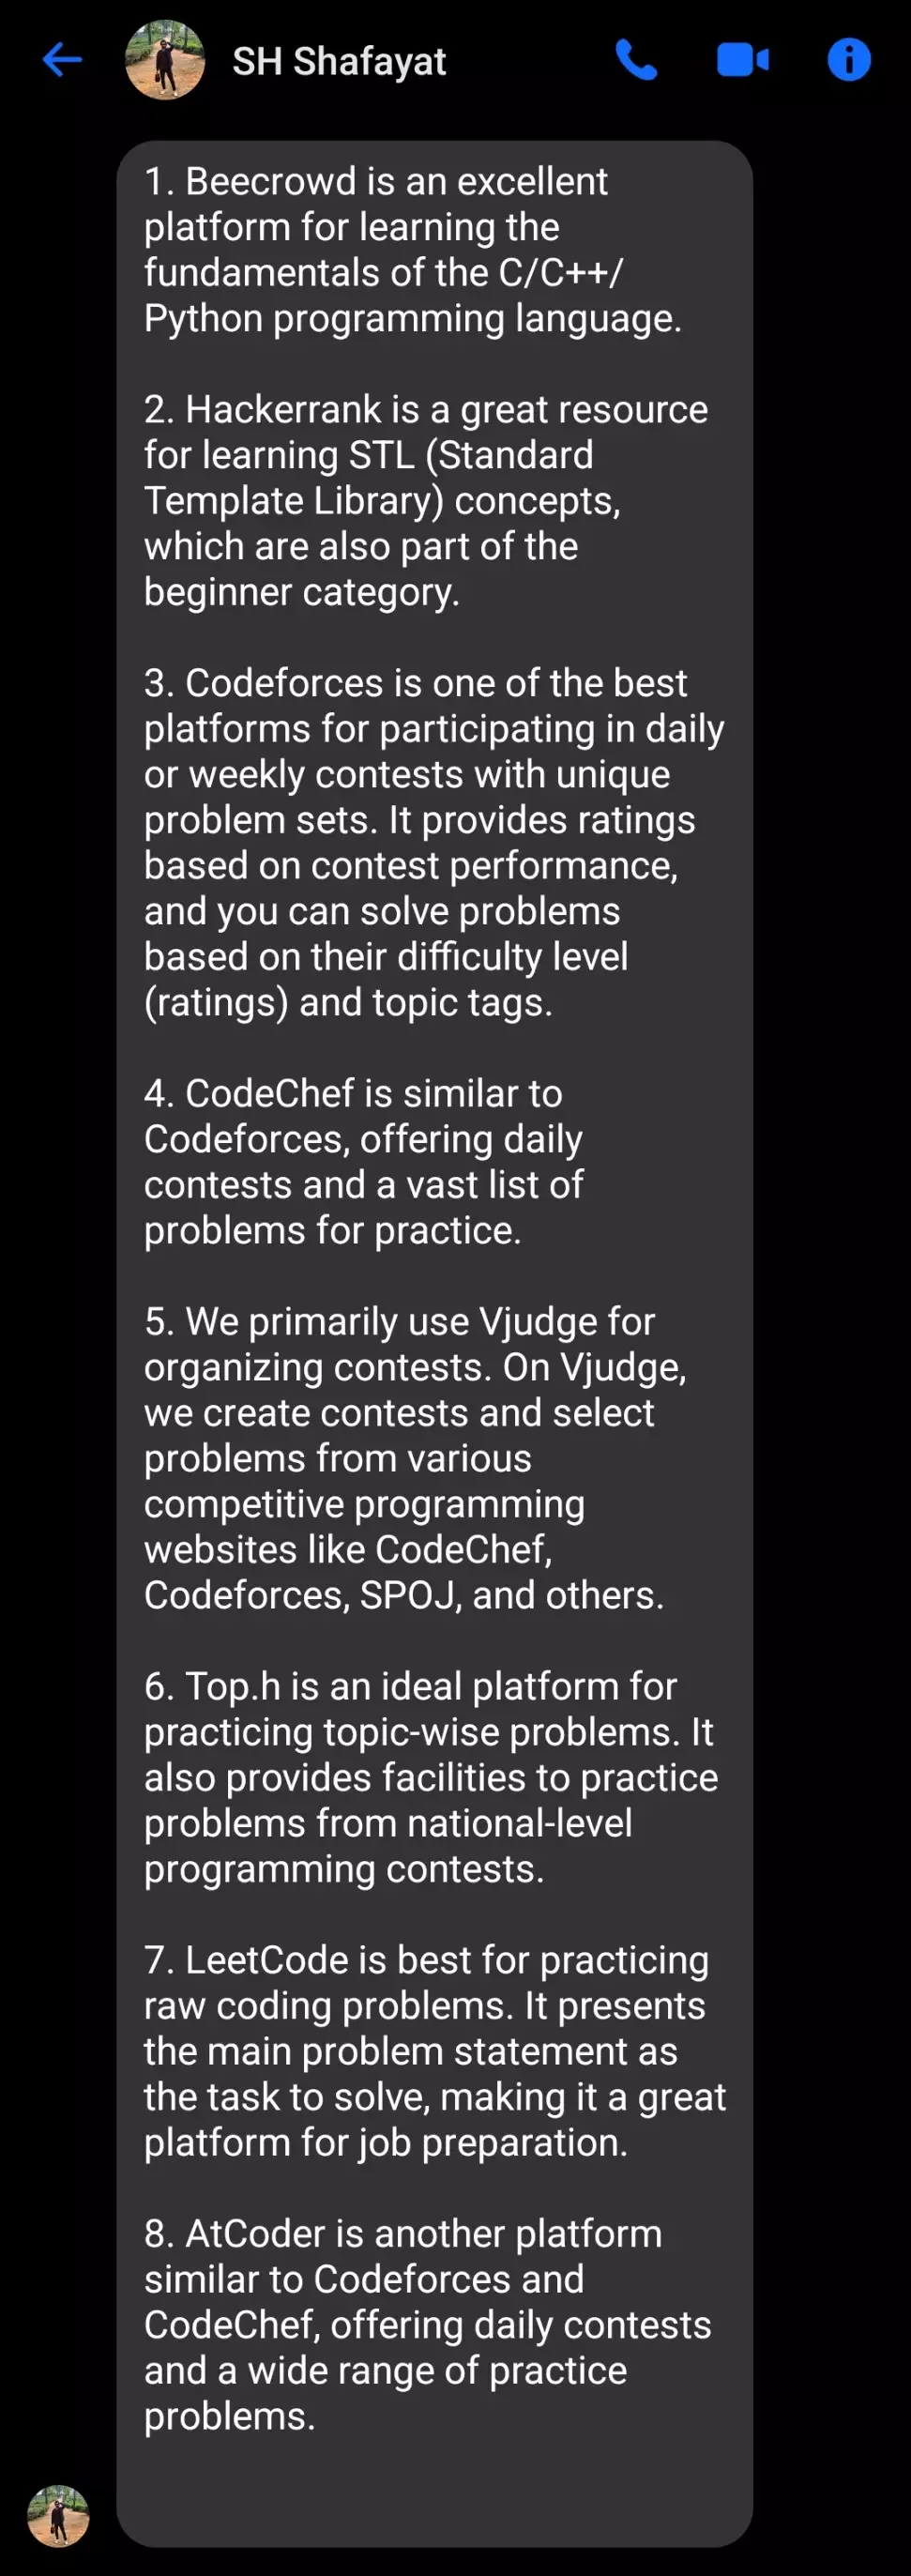 SH Shafayat
1. Beecrowd is an excellent
platform for learning the
fundamentals of the C/C++/
Python programming language.
2. Hackerrank is a great resource
for learning STL (Standard
Template Library) concepts,
which are also part of the
beginner category.
3. Codeforces is one of the best
platforms for participating in daily
or weekly contests with unique
problem sets. It provides ratings
based on contest performance,
and you can solve problems
based on their difficulty level
(ratings) and topic tags.
4. CodeChef is similar to
Codeforces, offering daily
contests and a vast list of
problems for practice.
5. We primarily use Vjudge for
organizing contests. On Vjudge,
we create contests and select
problems from various
competitive programming
websites like CodeChef,
Codeforces, SPOJ, and others.
6. Top.h is an ideal platform for
practicing topic-wise problems. It
also provides facilities to practice
problems from national-level
programming contests.
7. LeetCode is best for practicing
raw coding problems. It presents
the main problem statement as
the task to solve, making it a great
platform for job preparation.
8. AtCoder is another platform
similar to Codeforces and
CodeChef, offering daily contests
and a wide range of practice
problems.